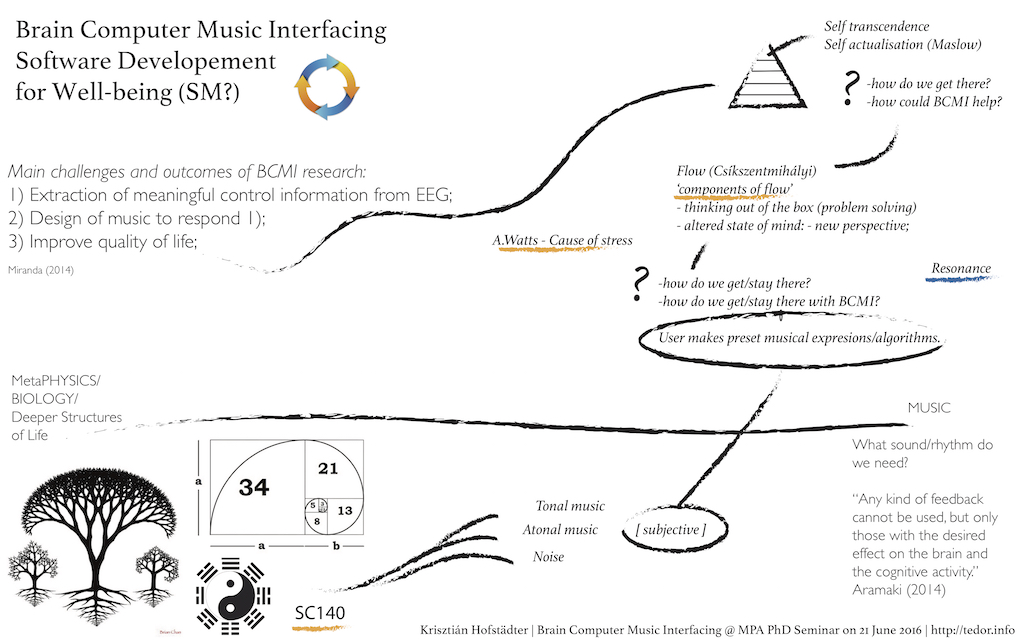 Brain Computer Music Interfacing
Software Developement
for Well-being (SM?)
Self transcendence
Self actualisation (Maslow)
? -how do we get there?
-how could BCMI help?
Main challenges and outcomes of BCMI research:
1) Extraction of meaningful control information from EEG;
2) Design of music to respond 1);
3) Improve quality of life;
Miranda (2014)
Flow (Csíkszentmihályi)
‘components of flow’
- thinking out of the box (problem solving)
- altered state of mind: - new perspective;
A.Watts - Cause of stress
Resonance
? -how do we get/stay there?
-how do we get/stay there with BCMI?
User makes preset musical expresions/algorithms.
MetaPHYSICS/
BIOLOGY/
Deeper Structures
of Life
MUSIC
What sound/rhythm do
we need?
“Any kind of feedback
cannot be used, but only
those with the desired
effect on the brain and
the cognitive activity.”
Aramaki (2014)
a
34
21
5
8
13
a
b
Tonal music
Atonal music
Noise
[ subjective ]
SC140
Krisztián Hofstädter | Brain Computer Music Interfacing @ MPA PhD Seminar on 21 June 2016 | http://tedor.info